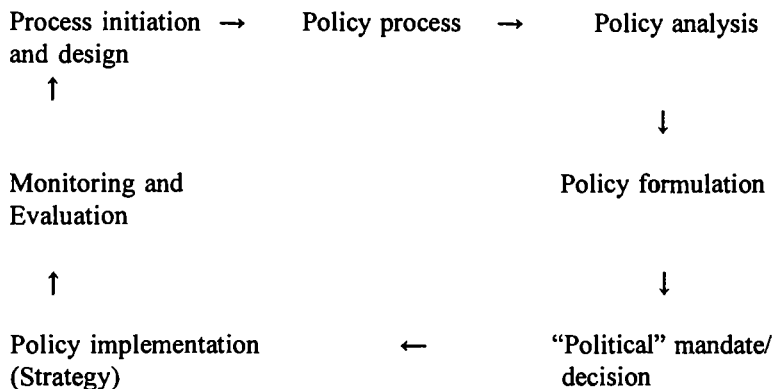 Process initiation → Policy process → Policy analysis
and design
↑
↓
Monitoring and Policy formulation
Evaluation
↑ ↓
Policy implementation ← “Political” mandate/
(Strategy) decision